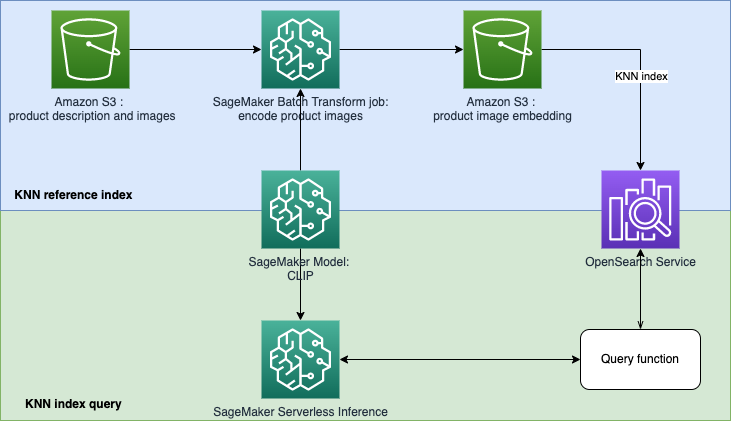 Amazon S3 :
product description and images
SageMaker Batch Transform job:
encode product images
Amazon S3 :
product image embedding
KNN index
KNN reference index
SageMaker Model:
CLIP
OpenSearch Service
Query function
SageMaker Serverless Inference
KNN index query